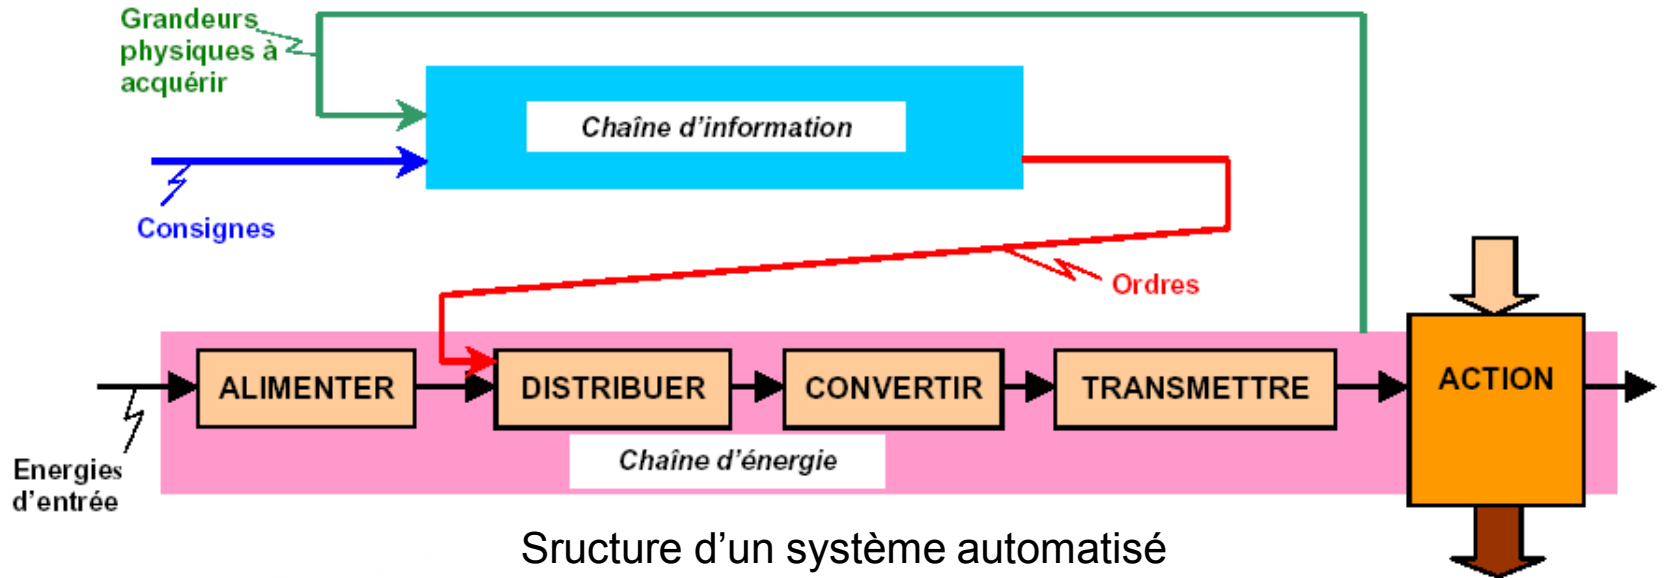 Grandeurs
physiques à
acquérir
Chaîne d'information
Consignes
Ordres
ALIMENTER
DISTRIBUER
CONVERTIR
TRANSMETTRE
ACTION
Chaîne d'énergie
Energies
d'entrée
Sructure d'un système automatisé